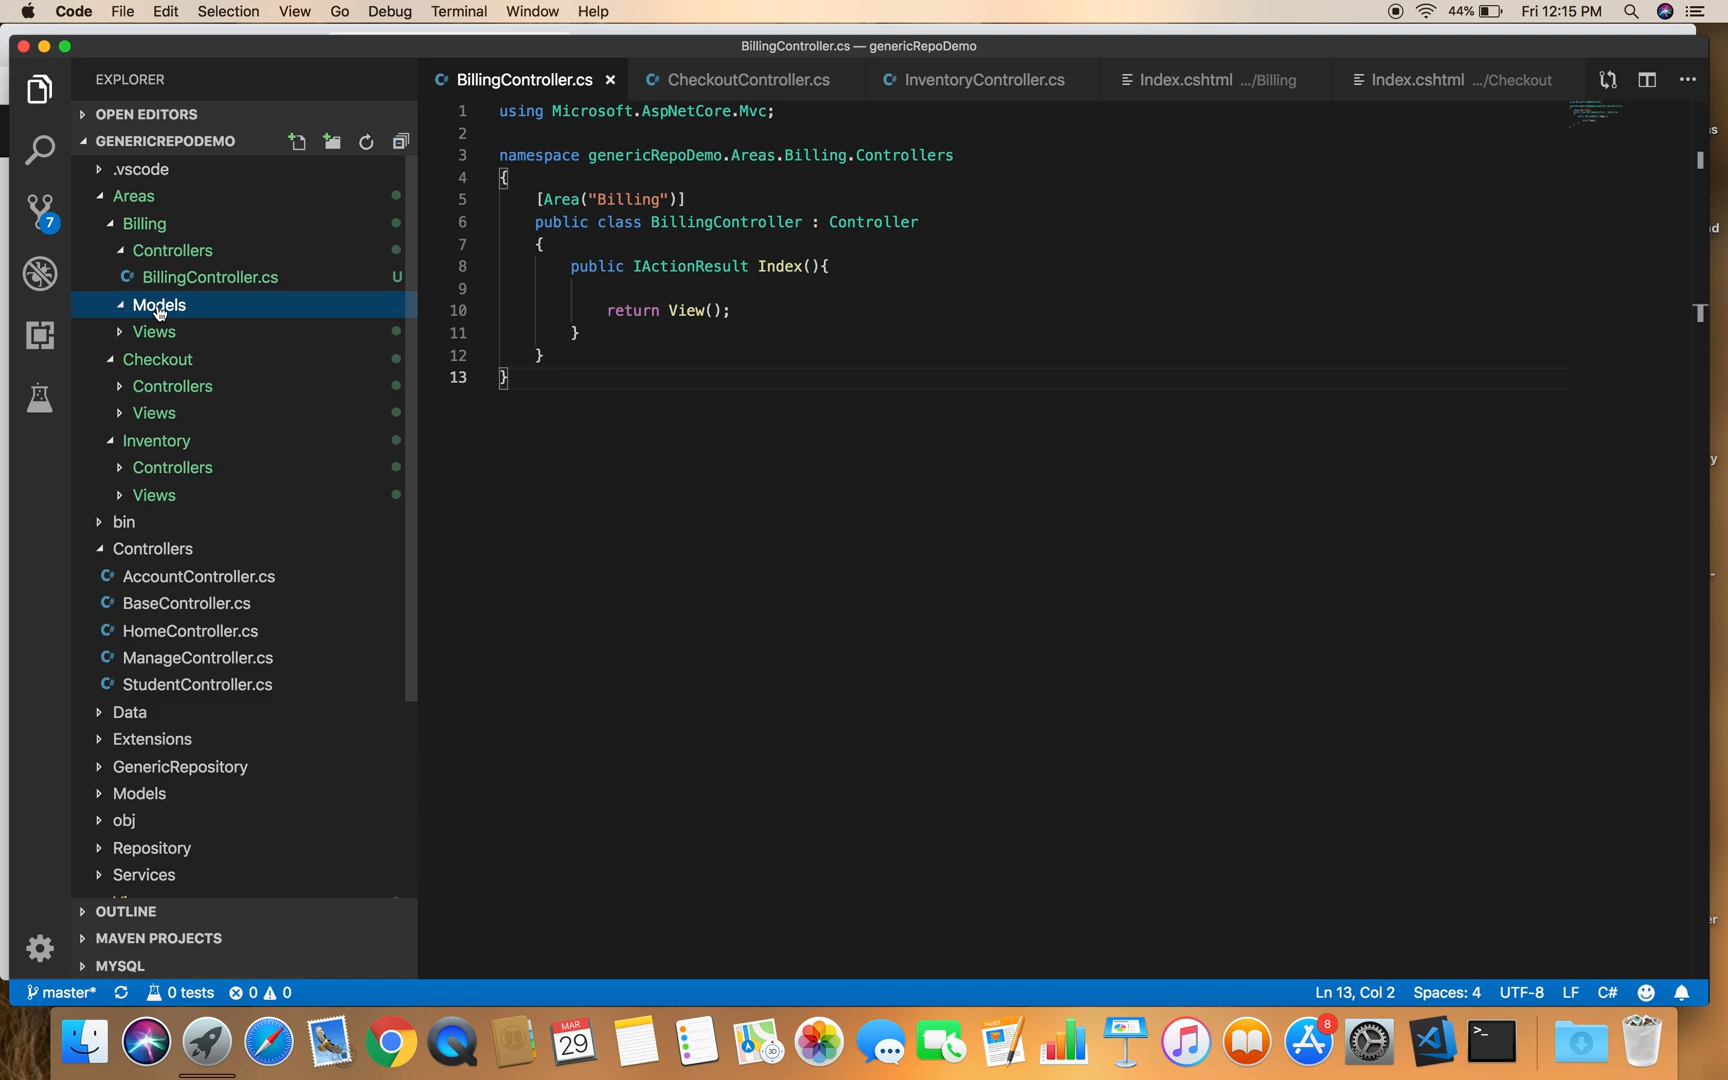 Code File Edit Selection View Go Debug Terminal Window Help 44% Fri 12:15 PM
BillingController.cs — genericRepoDemo
EXPLORER
OPEN EDITORS
GENERICREPODEMO
.vscode
Areas
Billing
Controllers
BillingController.cs U
Models
Views
Checkout
Controllers
Views
Inventory
Controllers
Views
bin
Controllers
AccountController.cs
BaseController.cs
HomeController.cs
ManageController.cs
StudentController.cs
Data
Extensions
GenericRepository
Models
obj
Repository
Services
OUTLINE
MAVEN PROJECTS
MYSQL
7
BillingController.cs × CheckoutController.cs InventoryController.cs Index.cshtml .../Billing Index.cshtml .../Checkout
1 using Microsoft.AspNetCore.Mvc;
2
3 namespace genericRepoDemo.Areas.Billing.Controllers
4 {
5 [Area("Billing")]
6 public class BillingController : Controller
7 {
8 public IActionResult Index(){
9
10 return View();
11 }
12 }
13 }
master* 0 tests 0 0 Ln 13, Col 2 Spaces: 4 UTF-8 LF C#
MAR
29
3D
8
>_